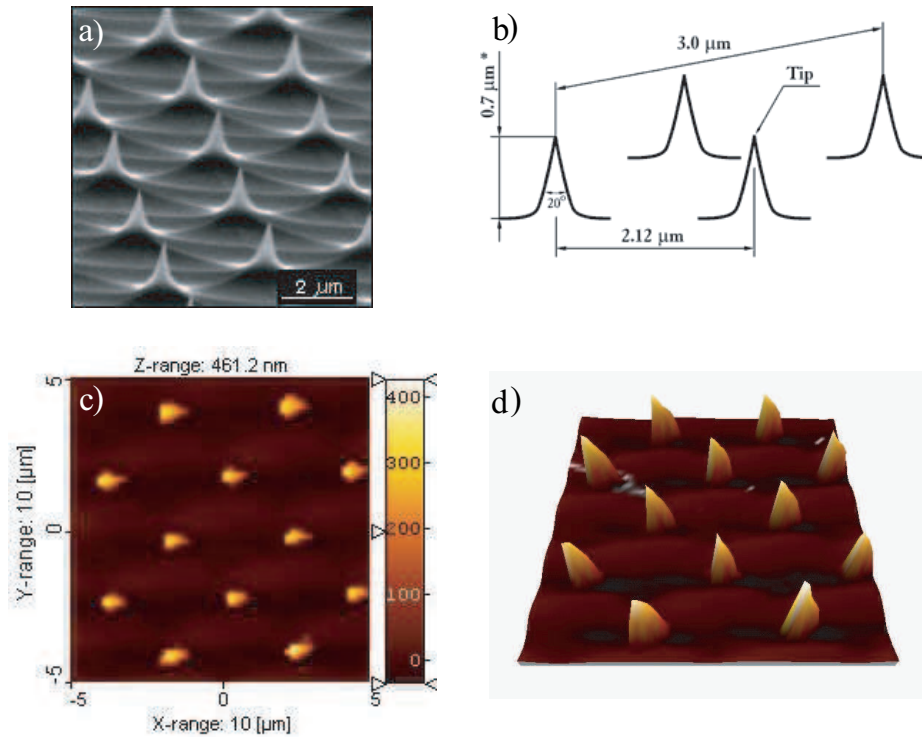 a)
2 μm
b)
3.0 μm
0.7 μm *
Tip
20°
2.12 μm
Z-range: 461.2 nm
c)
5
0
-5
Y-range: 10 [μm]
-5
0
5
X-range: 10 [μm]
400
300
200
100
0
d)